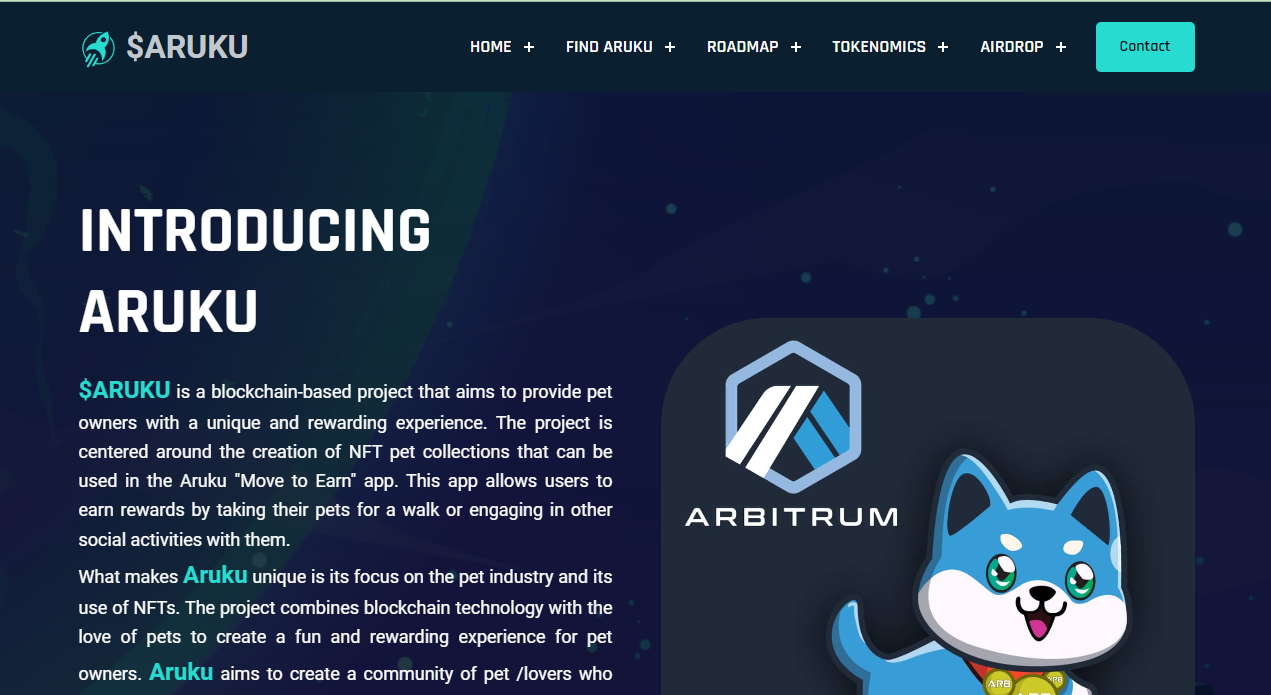 $ARUKU
HOME + FIND ARUKU + ROADMAP + TOKENOMICS + AIRDROP + Contact
INTRODUCING
ARUKU
$ARUKU is a blockchain-based project that aims to provide pet
owners with a unique and rewarding experience. The project is
centered around the creation of NFT pet collections that can be
used in the Aruku "Move to Earn" app. This app allows users to
earn rewards by taking their pets for a walk or engaging in other
social activities with them.
What makes Aruku unique is its focus on the pet industry and its
use of NFTs. The project combines blockchain technology with the
love of pets to create a fun and rewarding experience for pet
owners. Aruku aims to create a community of pet /lovers who
ARBITRUM
ARB
ARB
ARB